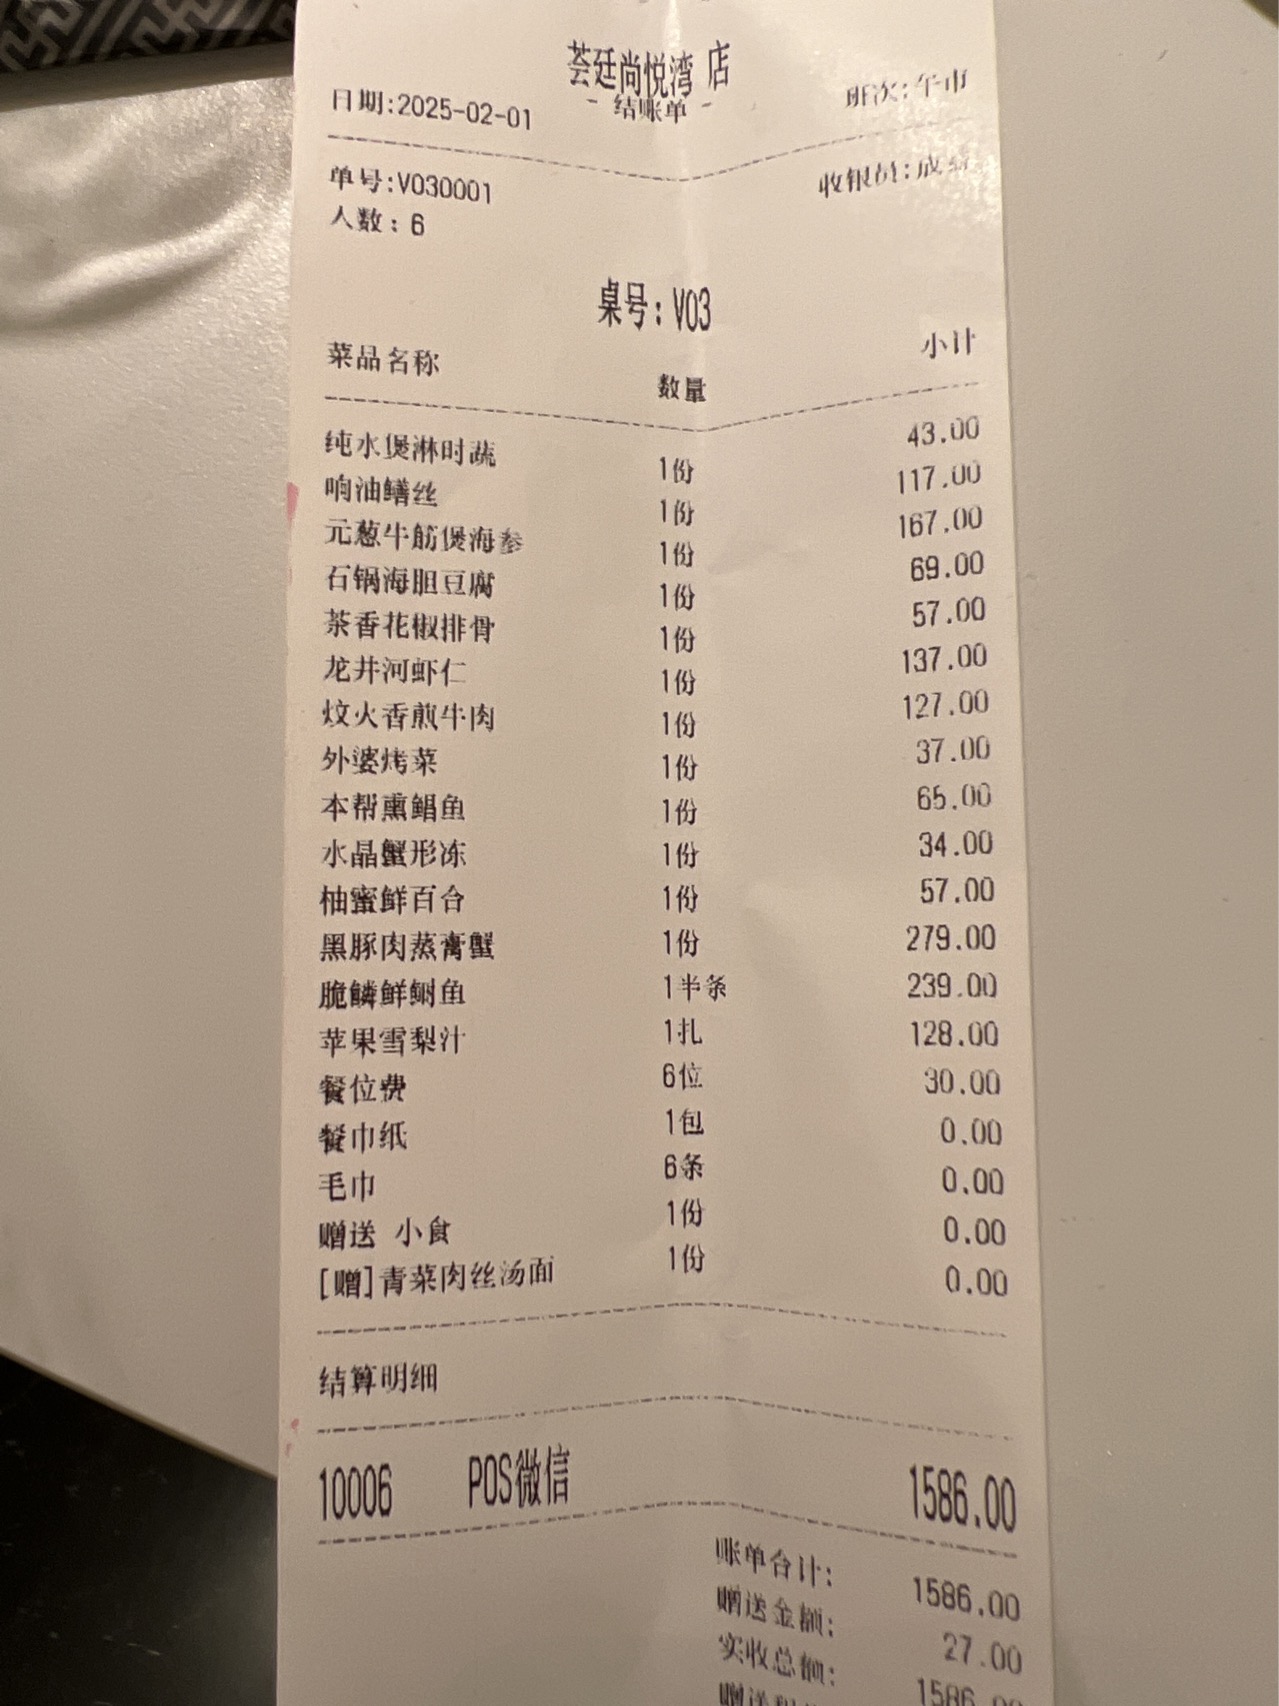 荟廷尚悦湾 店
- 结账单 -
日期:2025-02-01 班次:午市
单号:V030001 收银员:成
人数: 6
桌号: V03
菜品名称 数量 小计
纯水煲淋时蔬 1份 43.00
响油鳝丝 1份 117.00
元葱牛筋煲海参 1份 167.00
石锅海胆豆腐 1份 69.00
茶香花椒排骨 1份 57.00
龙井河虾仁 1份 137.00
炆火香煎牛肉 1份 127.00
外婆烤菜 1份 37.00
本帮熏鲳鱼 1份 65.00
水晶蟹形冻 1份 34.00
柚蜜鲜百合 1份 57.00
黑豚肉蒸膏蟹 1份 279.00
脆鳞鲜鲥鱼 1半条 239.00
苹果雪梨汁 1扎 128.00
餐位费 6位 30.00
餐巾纸 1包 0.00
毛巾 6条 0.00
赠送 小食 1份 0.00
[赠]青菜肉丝汤面 1份 0.00
结算明细
10006 POS微信 1586.00
账单合计: 1586.00
赠送金额: 27.00
实收总额: 1586.00
赠送